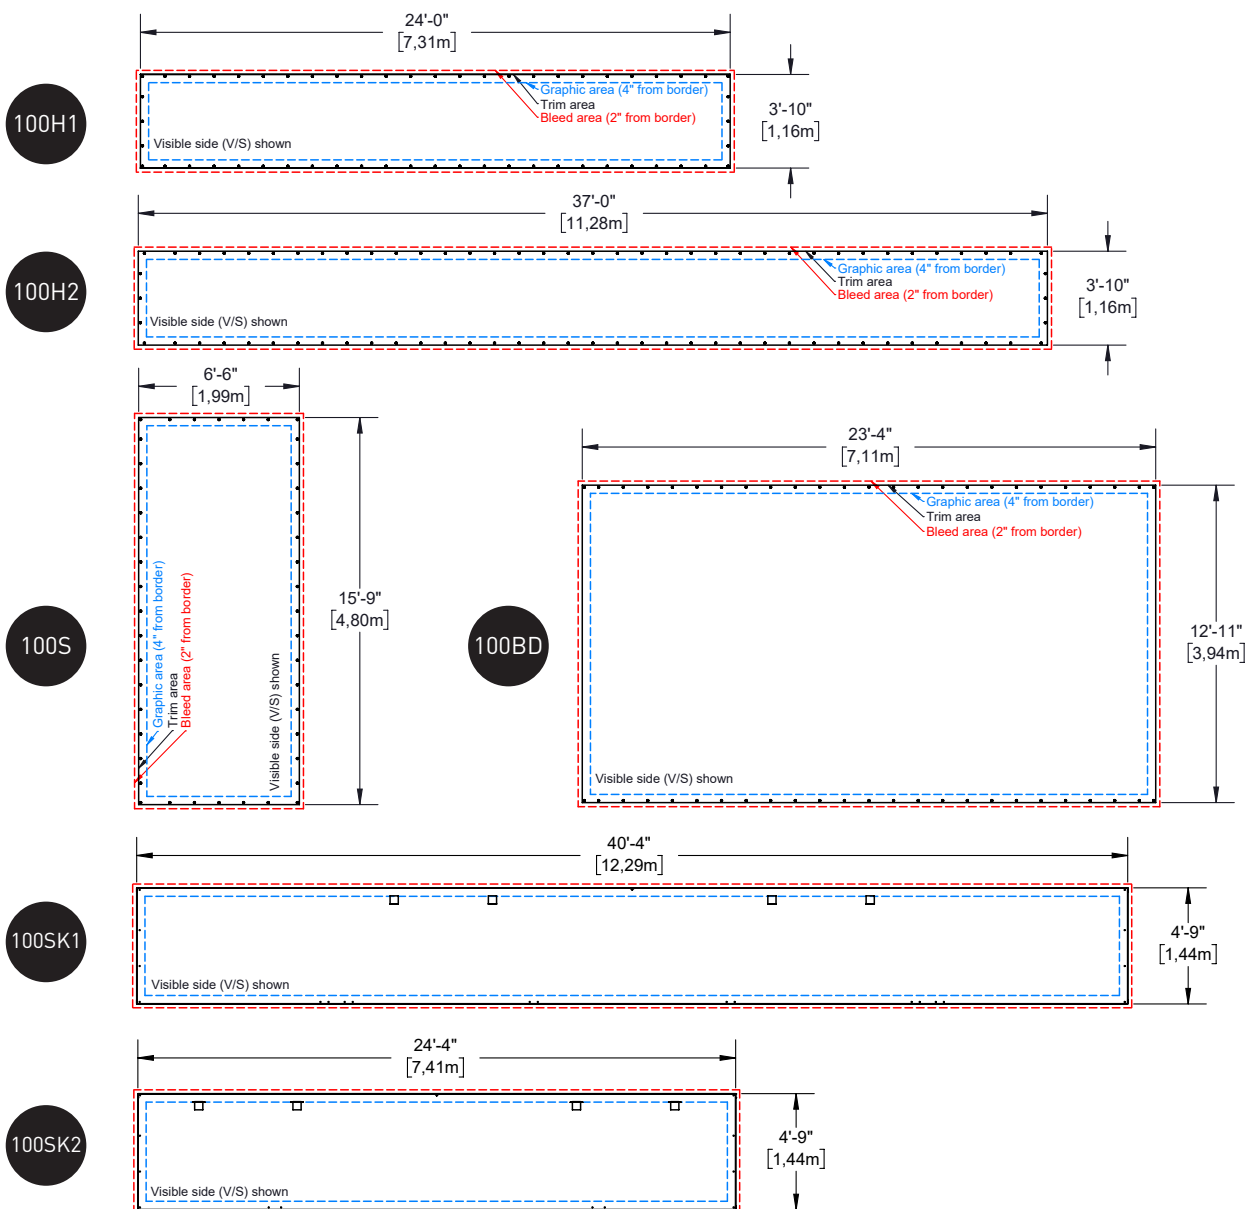 24'-0"
[7,31m]
100H1
Graphic area (4" from border)
Trim area
Bleed area (2" from border)
Visible side (V/S) shown
3'-10"
[1,16m]
37'-0"
[11,28m]
100H2
Graphic area (4" from border)
Trim area
Bleed area (2" from border)
Visible side (V/S) shown
3'-10"
[1,16m]
6'-6"
[1,99m]
100S
Graphic area (4" from border)
Trim area
Bleed area (2" from border)
Visible side (V/S) shown
15'-9"
[4,80m]
23'-4"
[7,11m]
100BD
Graphic area (4" from border)
Trim area
Bleed area (2" from border)
Visible side (V/S) shown
12'-11"
[3,94m]
40'-4"
[12,29m]
100SK1
Visible side (V/S) shown
4'-9"
[1,44m]
24'-4"
[7,41m]
100SK2
Visible side (V/S) shown
4'-9"
[1,44m]